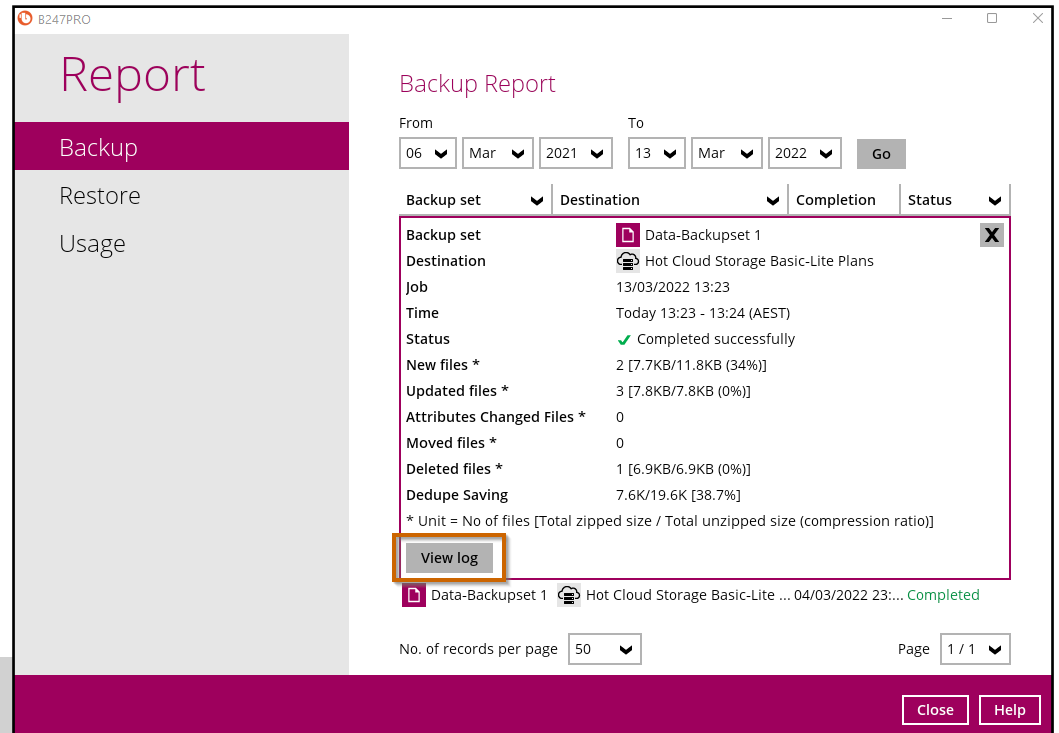 B247PRO
Report
Backup
Restore
Usage
Backup Report
From To
06 Mar 2021 13 Mar 2022 Go
Backup set Destination Completion Status
Backup set Data-Backupset 1 X
Destination Hot Cloud Storage Basic-Lite Plans
Job 13/03/2022 13:23
Time Today 13:23 - 13:24 (AEST)
Status Completed successfully
New files * 2 [7.7KB/11.8KB (34%)]
Updated files * 3 [7.8KB/7.8KB (0%)]
Attributes Changed Files * 0
Moved files * 0
Deleted files * 1 [6.9KB/6.9KB (0%)]
Dedupe Saving 7.6K/19.6K [38.7%]
* Unit = No of files [Total zipped size / Total unzipped size (compression ratio)]
View log
Data-Backupset 1 Hot Cloud Storage Basic-Lite ... 04/03/2022 23:... Completed
No. of records per page 50 Page 1 / 1
Close Help